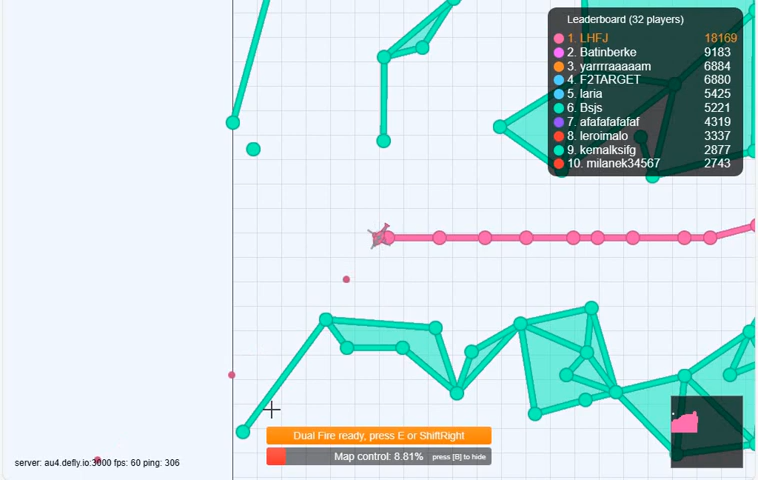 Leaderboard (32 players)
1. LHFJ 18169
2. Batinberke 9183
3. yarrrraaaaam 6884
4. F2TARGET 6880
5. laria 5425
6. Bsjs 5221
7. afafafafafaf 4319
8. leroimalo 3337
9. kemalksifg 2877
10. milanek34567 2743
Dual Fire ready, press E or ShiftRight
Map control: 8.81% press [B] to hide
server: au4.defly.io:3000 fps: 60 ping: 306